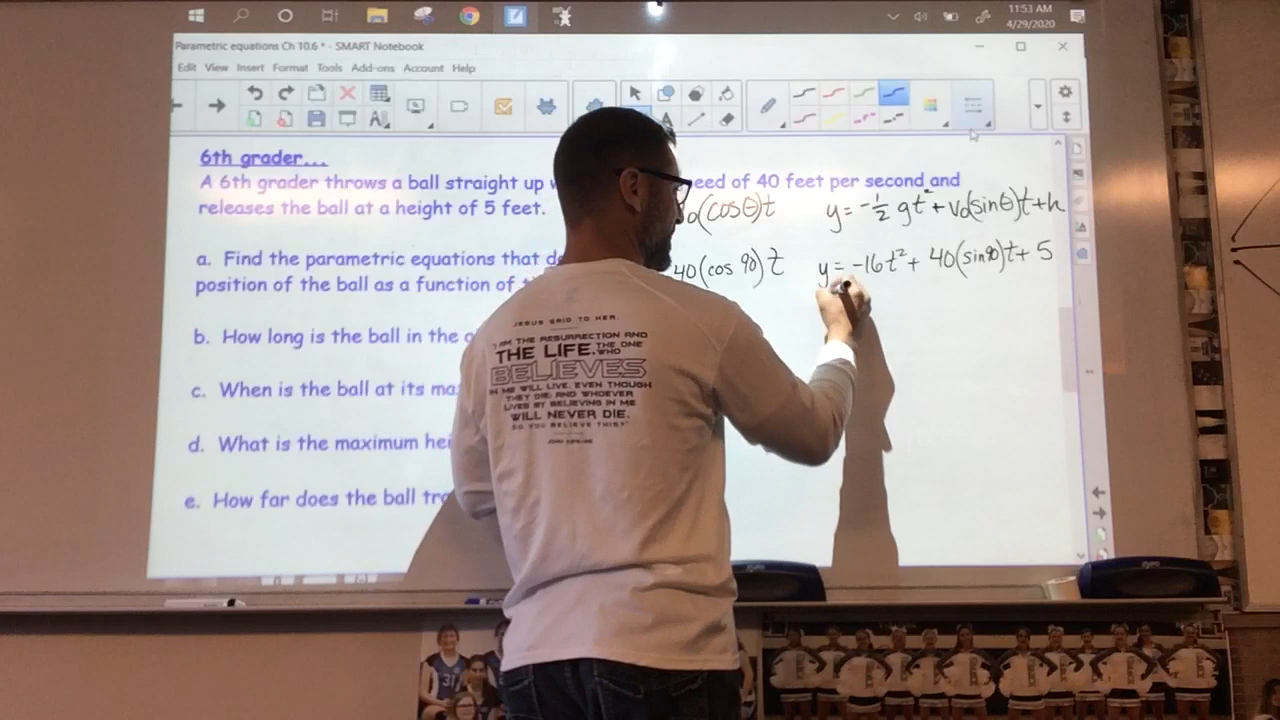 11:53 AM
4/29/2020
Parametric equations Ch 10.6 * - SMART Notebook
Edit View Insert Format Tools Add-ons Account Help
6th grader...
A 6th grader throws a ball straight up eed of 40 feet per second and
releases the ball at a height of 5 feet.
(cosθ)t y = -½ gt² + V₀(sinθ)t + h
a. Find the parametric equations that d
40(cos 90)t y = -16t² + 40(sin90)t + 5
position of the ball as a function of
b. How long is the ball in the
c. When is the ball at its ma
d. What is the maximum hei
e. How far does the ball tra
JESUS SAID TO HER,
"I AM THE RESURRECTION AND
THE LIFE. THE ONE
WHO
BELIEVES
IN ME WILL LIVE, EVEN THOUGH
THEY DIE; AND WHOEVER
LIVES BY BELIEVING IN ME
WILL NEVER DIE.
DO YOU BELIEVE THIS?"
31